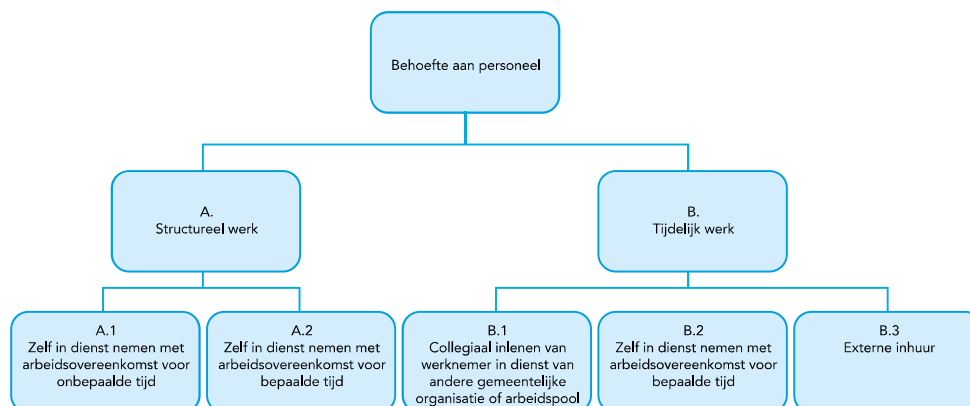 Behoefte aan personeel
A.
Structureel werk
B.
Tijdelijk werk
A.1
Zelf in dienst nemen met
arbeidsovereenkomst voor
onbepaalde tijd
A.2
Zelf in dienst nemen met
arbeidsovereenkomst voor
bepaalde tijd
B.1
Collegiaal inlenen van
werknemer in dienst van
andere gemeentelijke
organisatie of arbeidspool
B.2
Zelf in dienst nemen met
arbeidsovereenkomst voor
bepaalde tijd
B.3
Externe inhuur